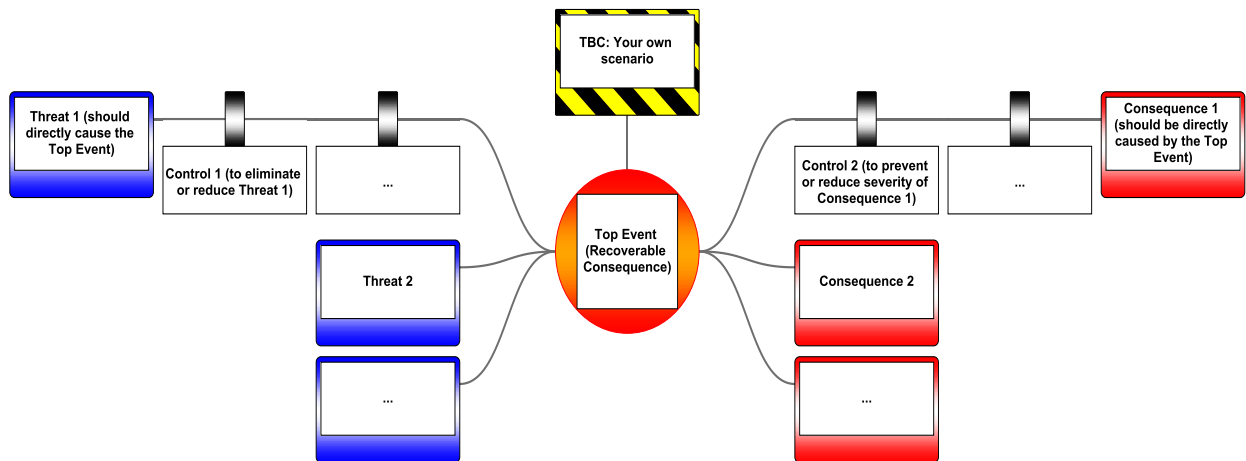 TBC: Your own
scenario
Threat 1 (should
directly cause the
Top Event)
Control 1 (to eliminate
or reduce Threat 1)
...
Control 2 (to prevent
or reduce severity of
Consequence 1)
...
Consequence 1
(should be directly
caused by the Top
Event)
Top Event
(Recoverable
Consequence)
Threat 2
Consequence 2
...
...